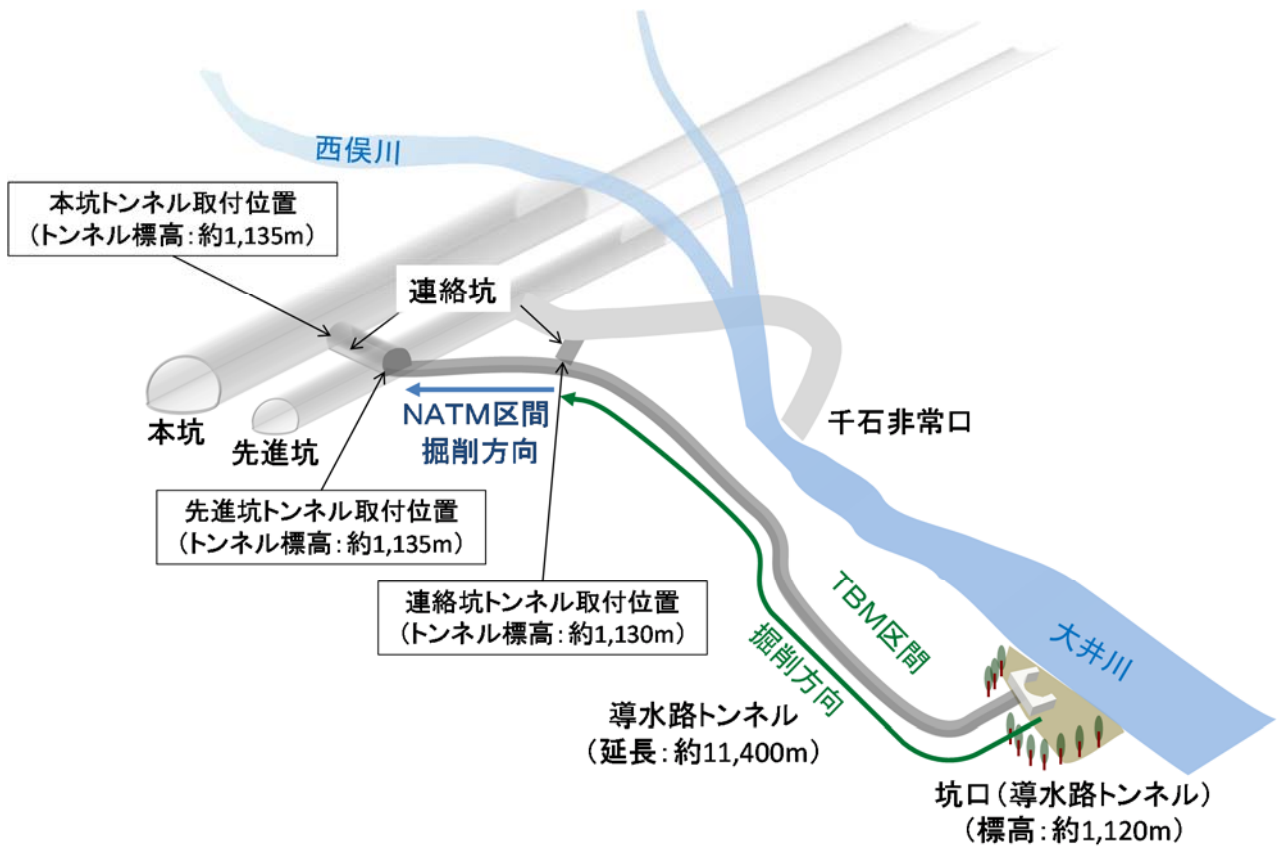 西俣川
本坑トンネル取付位置
（トンネル標高：約1,135m）
連絡坑
千石非常口
NATM区間
掘削方向
本坑
先進坑
先進坑トンネル取付位置
（トンネル標高：約1,135m）
連絡坑トンネル取付位置
（トンネル標高：約1,130m）
TBM区間
掘削方向
大井川
導水路トンネル
（延長：約11,400m）
坑口（導水路トンネル）
（標高：約1,120m）